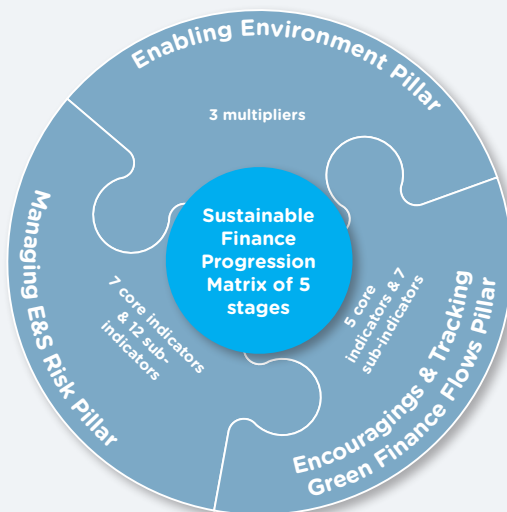 Enabling Environment Pillar
3 multipliers
Sustainable
Finance
Progression
Matrix of 5
stages
Managing E&S Risk Pillar
7 core indicators
& 12 sub-
indicators
5 core
indicators & 7
sub-indicators
Encouragings & Tracking
Green Finance Flows Pillar